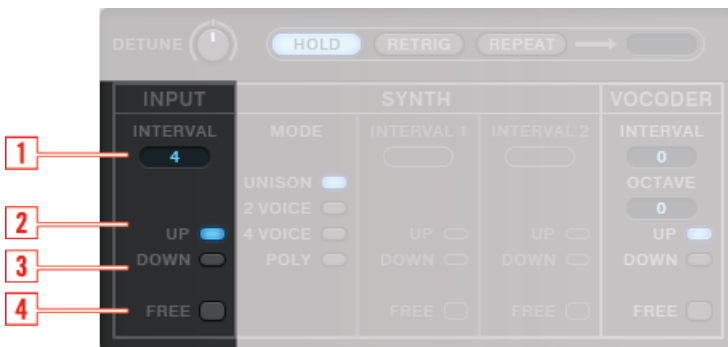 DETUNE HOLD RETRIG REPEAT
INPUT SYNTH VOCODER
INTERVAL MODE INTERVAL 1 INTERVAL 2 INTERVAL
1 4 0
UNISON OCTAVE
2 VOICE 0
2 UP 4 VOICE UP UP UP
3 DOWN POLY DOWN DOWN DOWN
4 FREE FREE FREE FREE